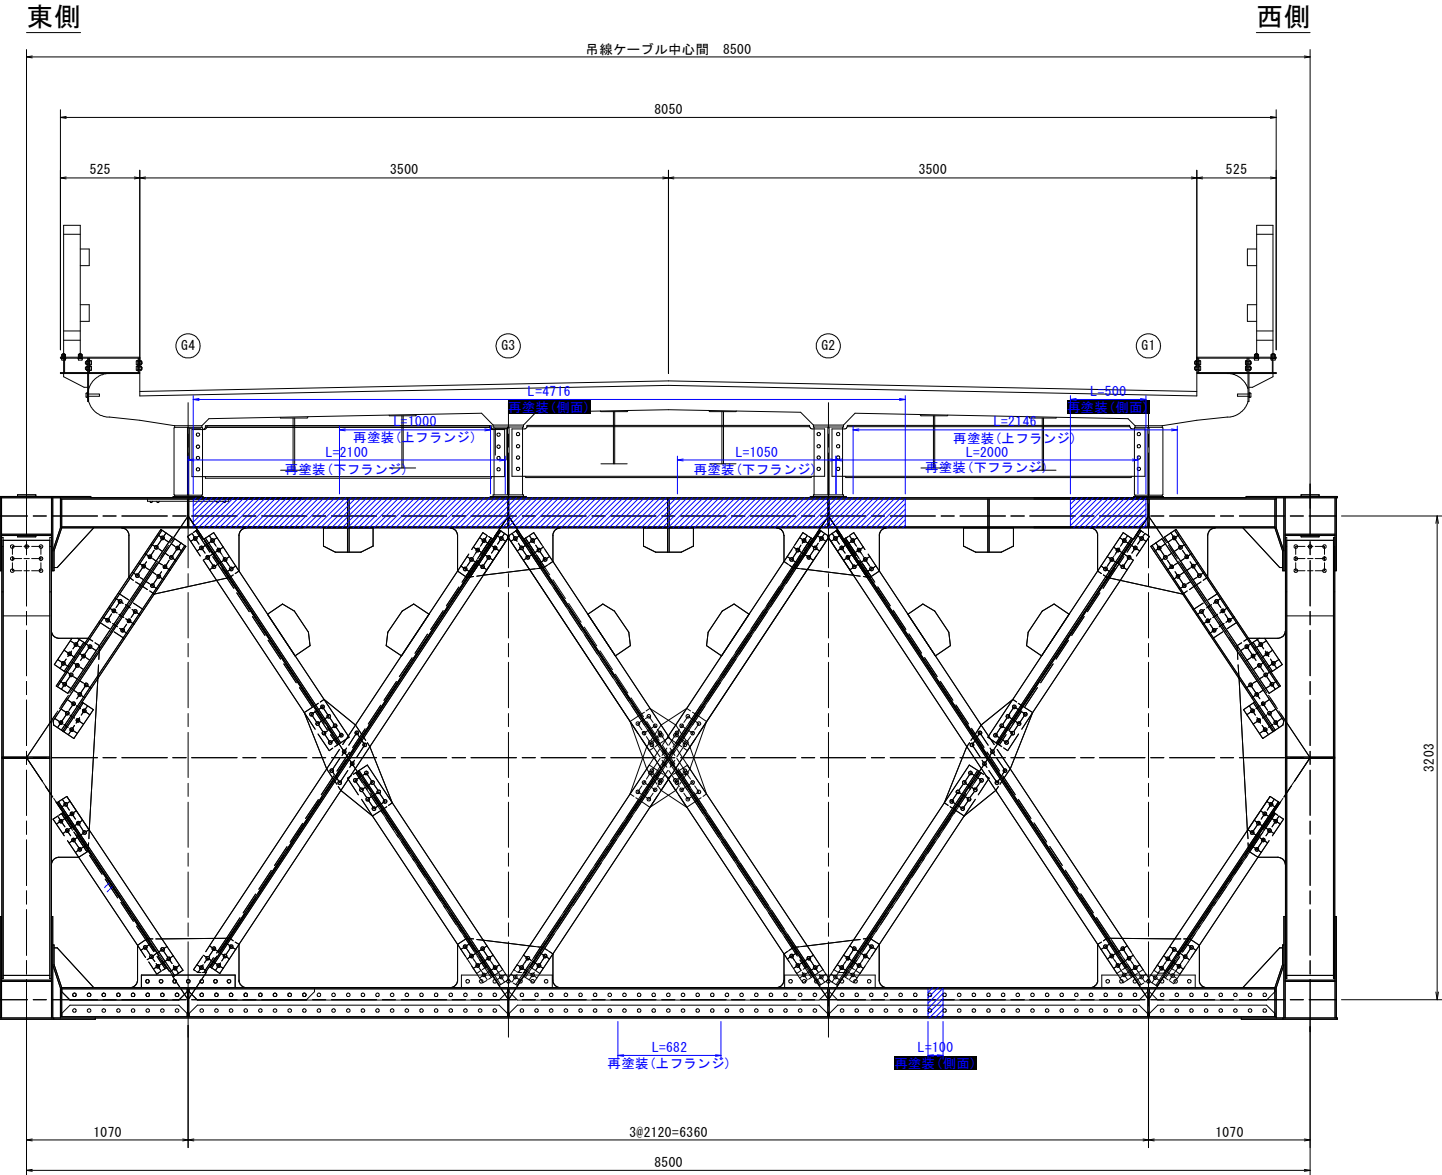 東側
西側
吊線ケーブル中心間 8500
8050
525
3500
3500
525
G4
G3
G2
G1
L=4716
再塗装(側面)
L=500
再塗装(側面)
L=1000
再塗装(上フランジ)
L=2146
再塗装(上フランジ)
L=2100
再塗装(下フランジ)
L=1050
再塗装(下フランジ)
L=2000
再塗装(下フランジ)
3203
L=682
再塗装(上フランジ)
L=100
再塗装(側面)
1070
3@2120=6360
1070
8500